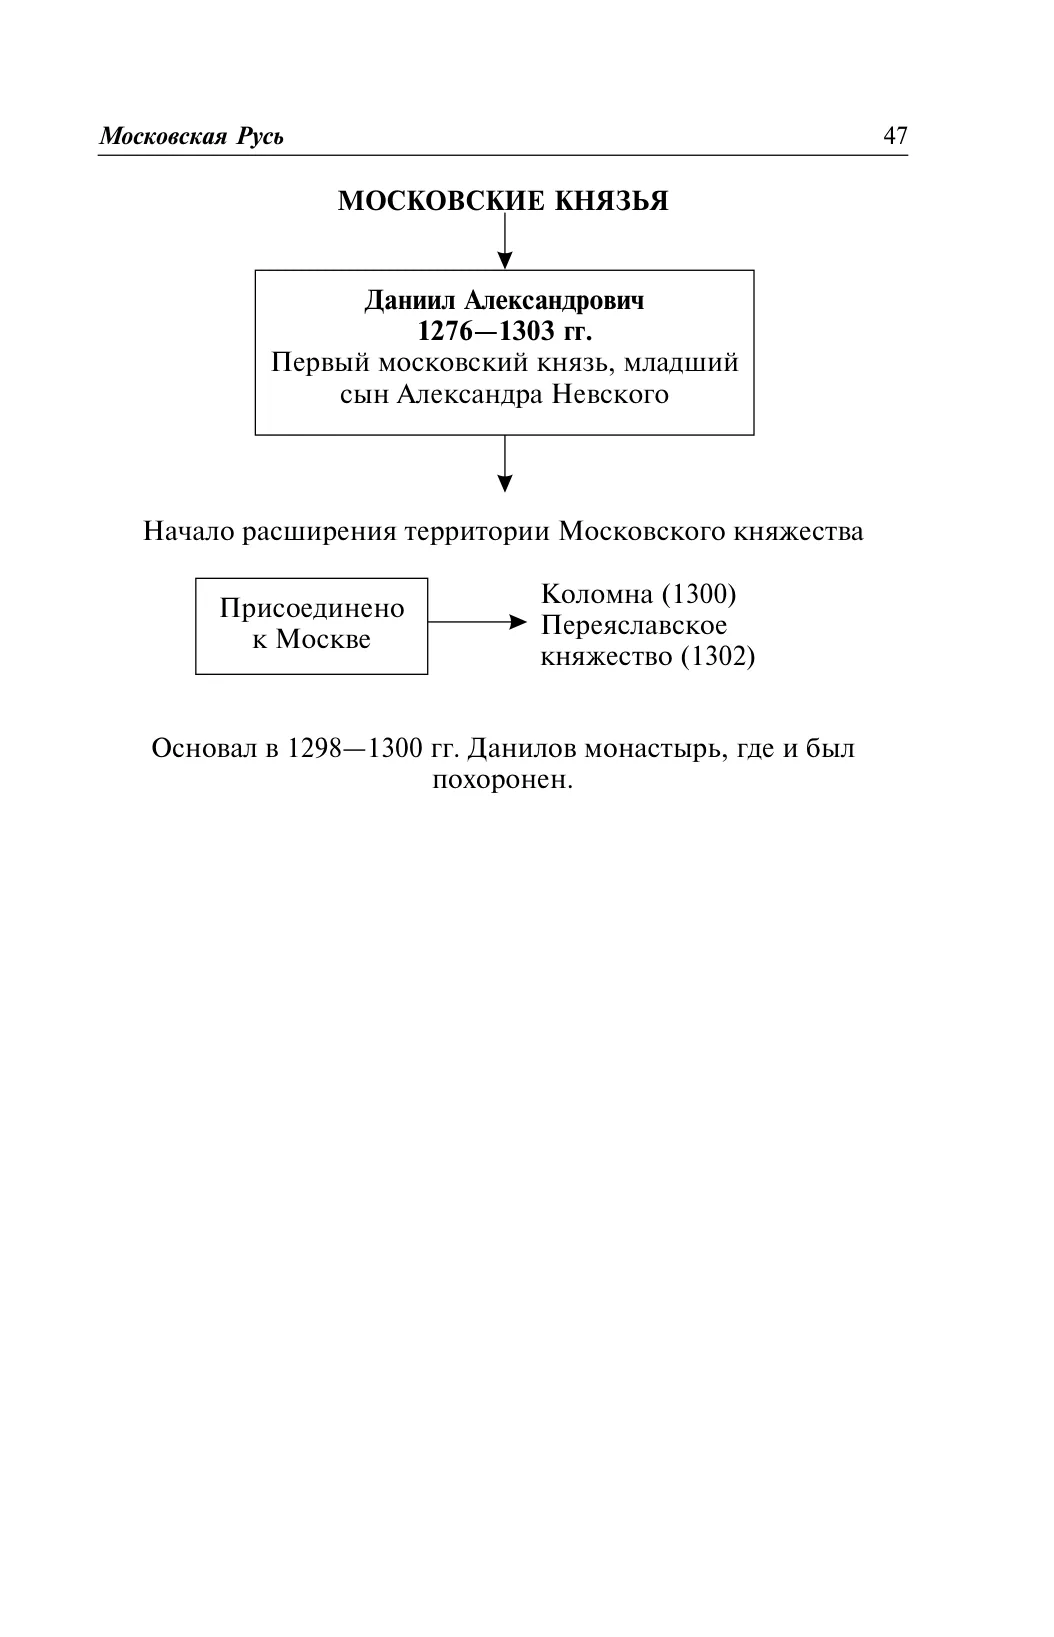 Московская Русь 47
МОСКОВСКИЕ КНЯЗЬЯ
Даниил Александрович
1276—1303 гг.
Первый московский князь, младший
сын Александра Невского
Начало расширения территории Московского княжества
Присоединено
к Москве
Коломна (1300)
Переяславское
княжество (1302)
Основал в 1298—1300 гг. Данилов монастырь, где и был
похоронен.